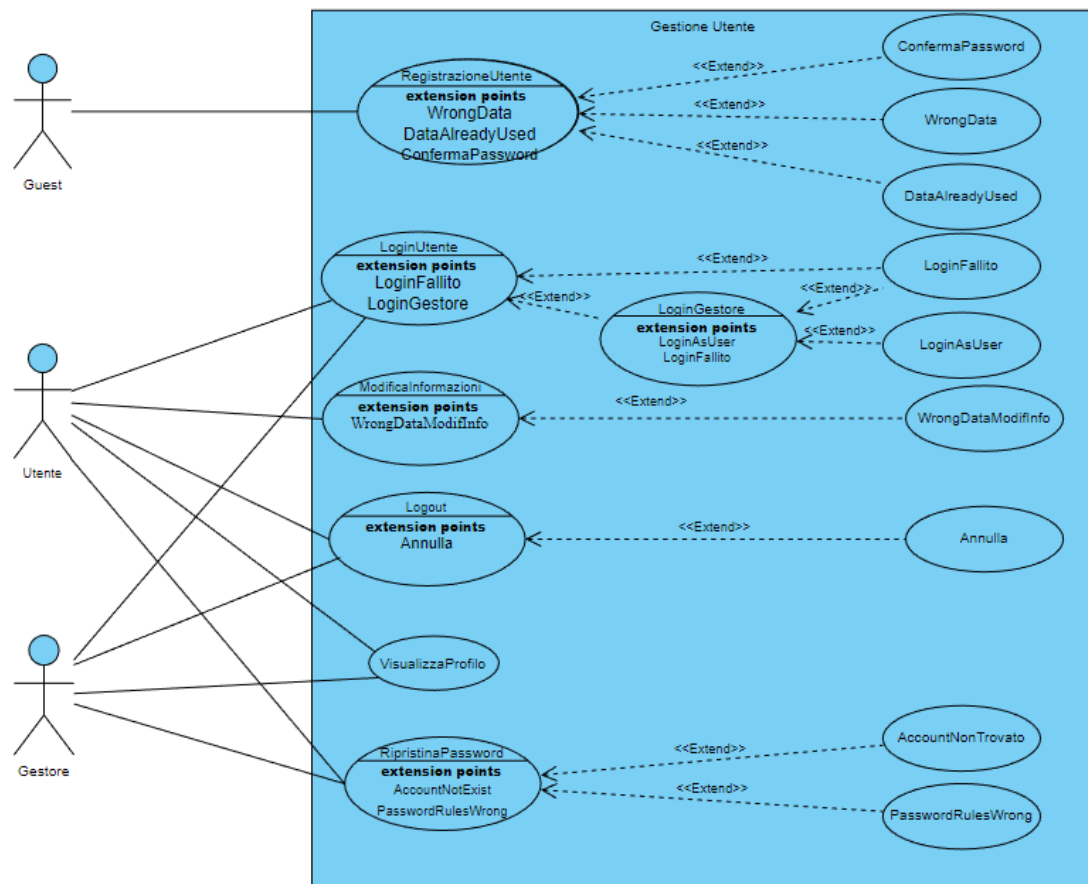 Gestione Utente
ConfermaPassword
<<Extend>>
RegistrazioneUtente
extension points
WrongData
DataAlreadyUsed
ConfermaPassword
<<Extend>>
WrongData
<<Extend>>
DataAlreadyUsed
Guest
LoginUtente
extension points
LoginFallito
LoginGestore
<<Extend>>
LoginFallito
<<Extend>>
<<Extend>>
LoginGestore
extension points
LoginAsUser
LoginFallito
<<Extend>>
LoginAsUser
Utente
ModificaInformazioni
extension points
WrongDataModifInfo
<<Extend>>
WrongDataModifInfo
Logout
extension points
Annulla
<<Extend>>
Annulla
VisualizzaProfilo
Gestore
RipristinaPassword
extension points
AccountNotExist
PasswordRulesWrong
<<Extend>>
AccountNonTrovato
<<Extend>>
PasswordRulesWrong